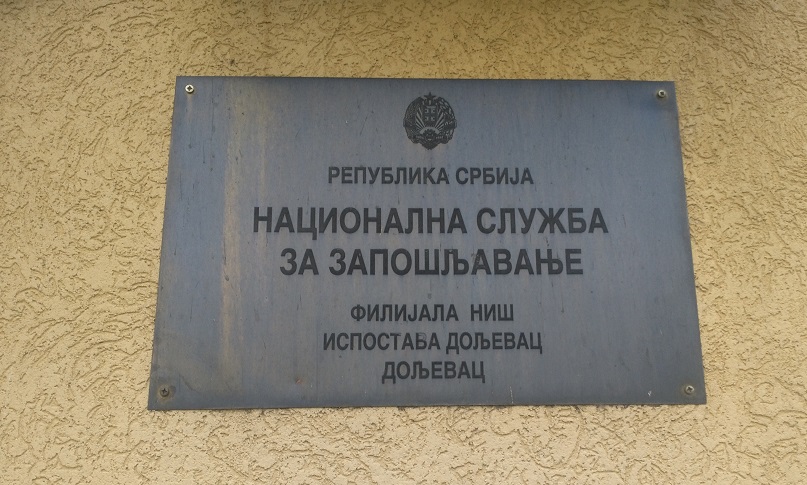 РЕПУБЛИКА СРБИЈА
НАЦИОНАЛНА СЛУЖБА
ЗА ЗАПОШЉАВАЊЕ
ФИЛИЈАЛА НИШ
ИСПОСТАВА ДОЉЕВАЦ
ДОЉЕВАЦ